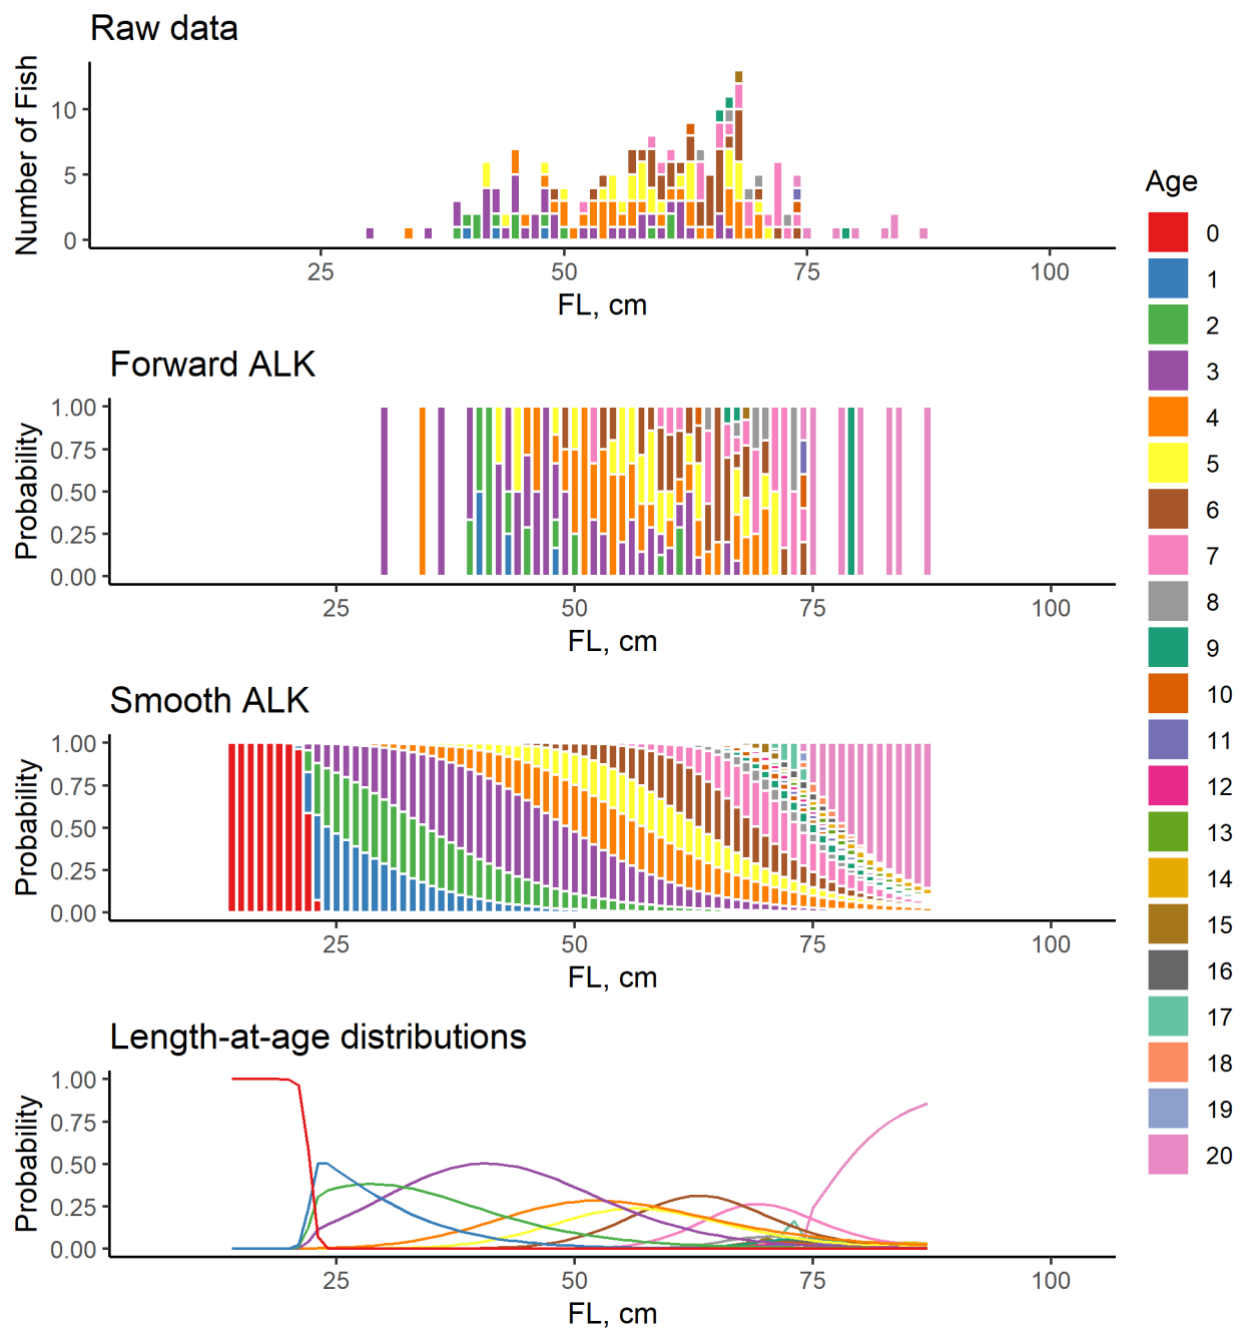 Raw data
Number of Fish
10
5
0
25 50 75 100
FL, cm
Forward ALK
Probability
1.00
0.75
0.50
0.25
0.00
25 50 75 100
FL, cm
Smooth ALK
Probability
1.00
0.75
0.50
0.25
0.00
25 50 75 100
FL, cm
Length-at-age distributions
Probability
1.00
0.75
0.50
0.25
0.00
25 50 75 100
FL, cm
Age
0
1
2
3
4
5
6
7
8
9
10
11
12
13
14
15
16
17
18
19
20